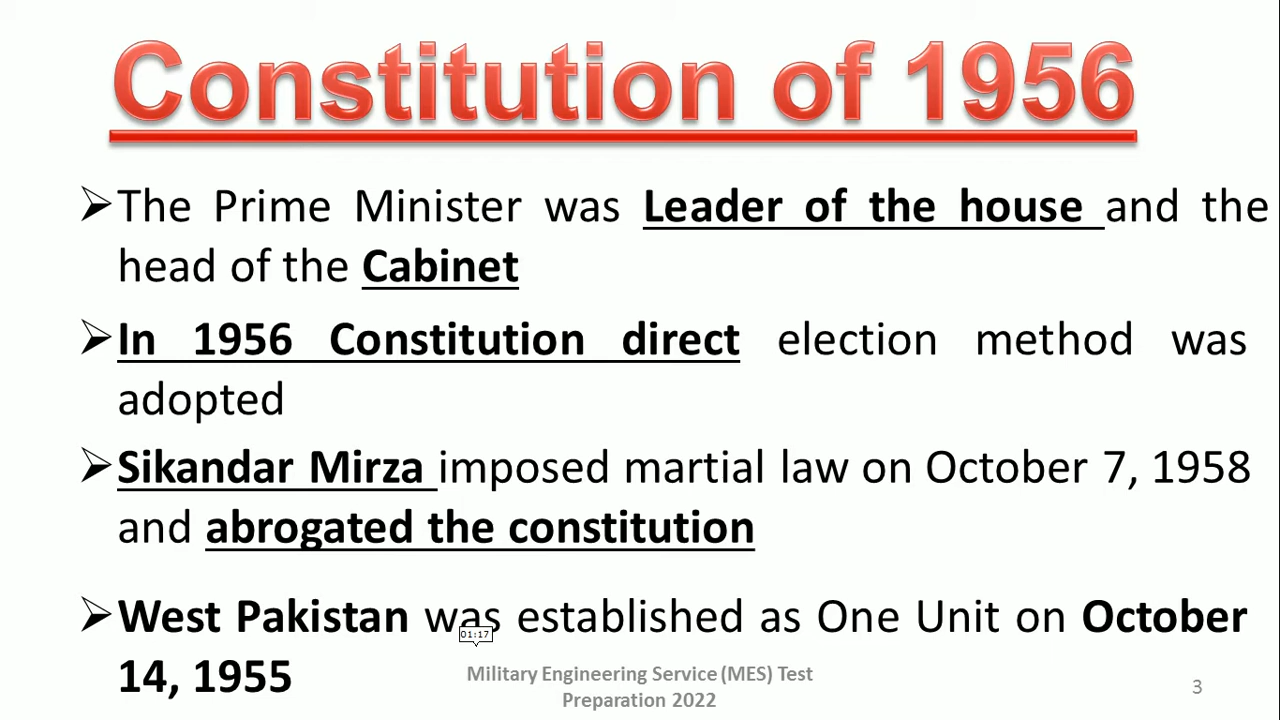 Constitution of 1956
➢The Prime Minister was Leader of the house and the
head of the Cabinet
➢In 1956 Constitution direct election method was
adopted
➢Sikandar Mirza imposed martial law on October 7, 1958
and abrogated the constitution
➢West Pakistan was established as One Unit on October
14, 1955
01:17
Military Engineering Service (MES) Test
Preparation 2022
3